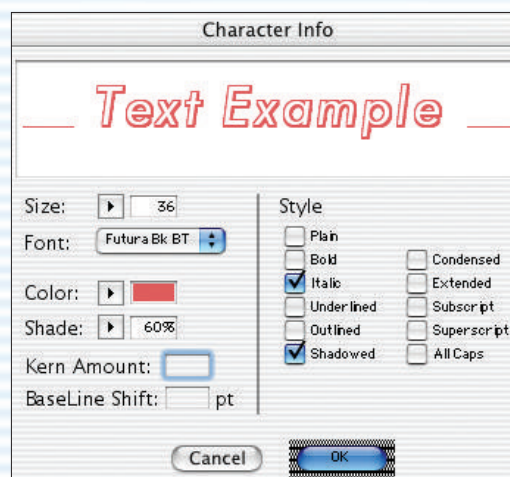 Character Info
Text Example
Size: 36
Font: Futura Bk BT
Color:
Shade: 60%
Kern Amount:
BaseLine Shift: pt
Style
Plain
Bold
Italic
Underlined
Outlined
Shadowed
Condensed
Extended
Subscript
Superscript
All Caps
Cancel
OK